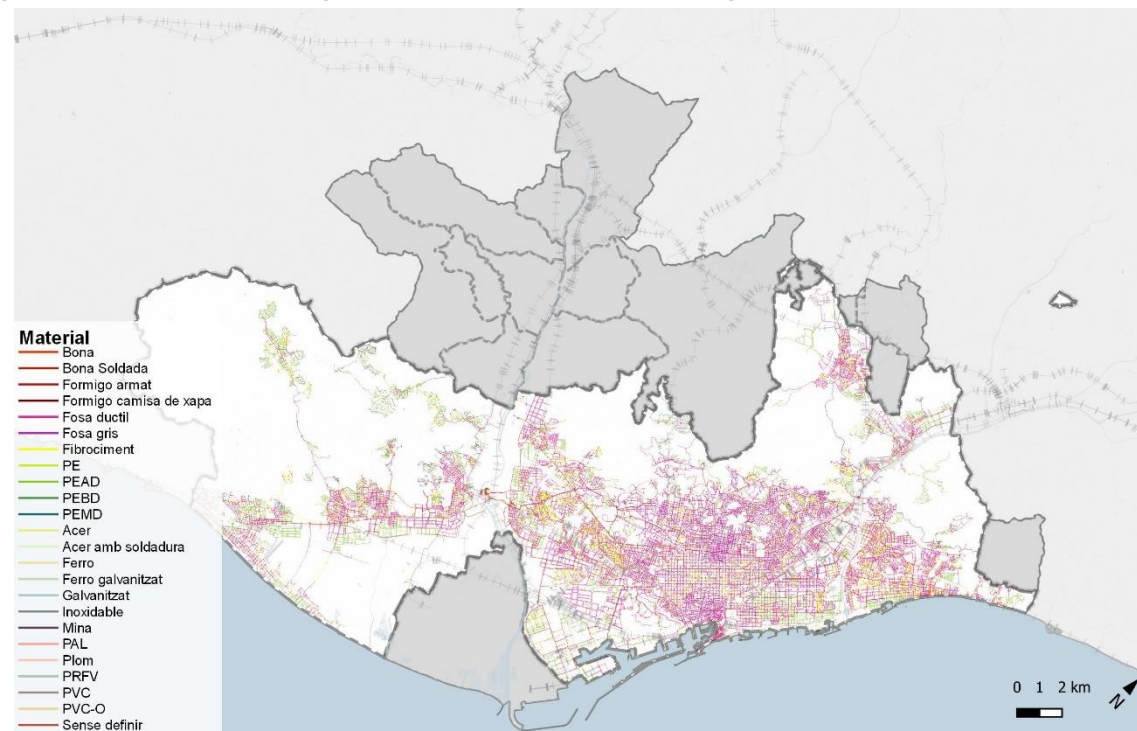 Material
Bona
Bona Soldada
Formigo armat
Formigo camisa de xapa
Fosa ductil
Fosa gris
Fibrociment
PE
PEAD
PEBD
PEMD
Acer
Acer amb soldadura
Ferro
Ferro galvanitzat
Galvanitzat
Inoxidable
Mina
PAL
Plom
PRFV
PVC
PVC-O
Sense definir
0 1 2 km
N